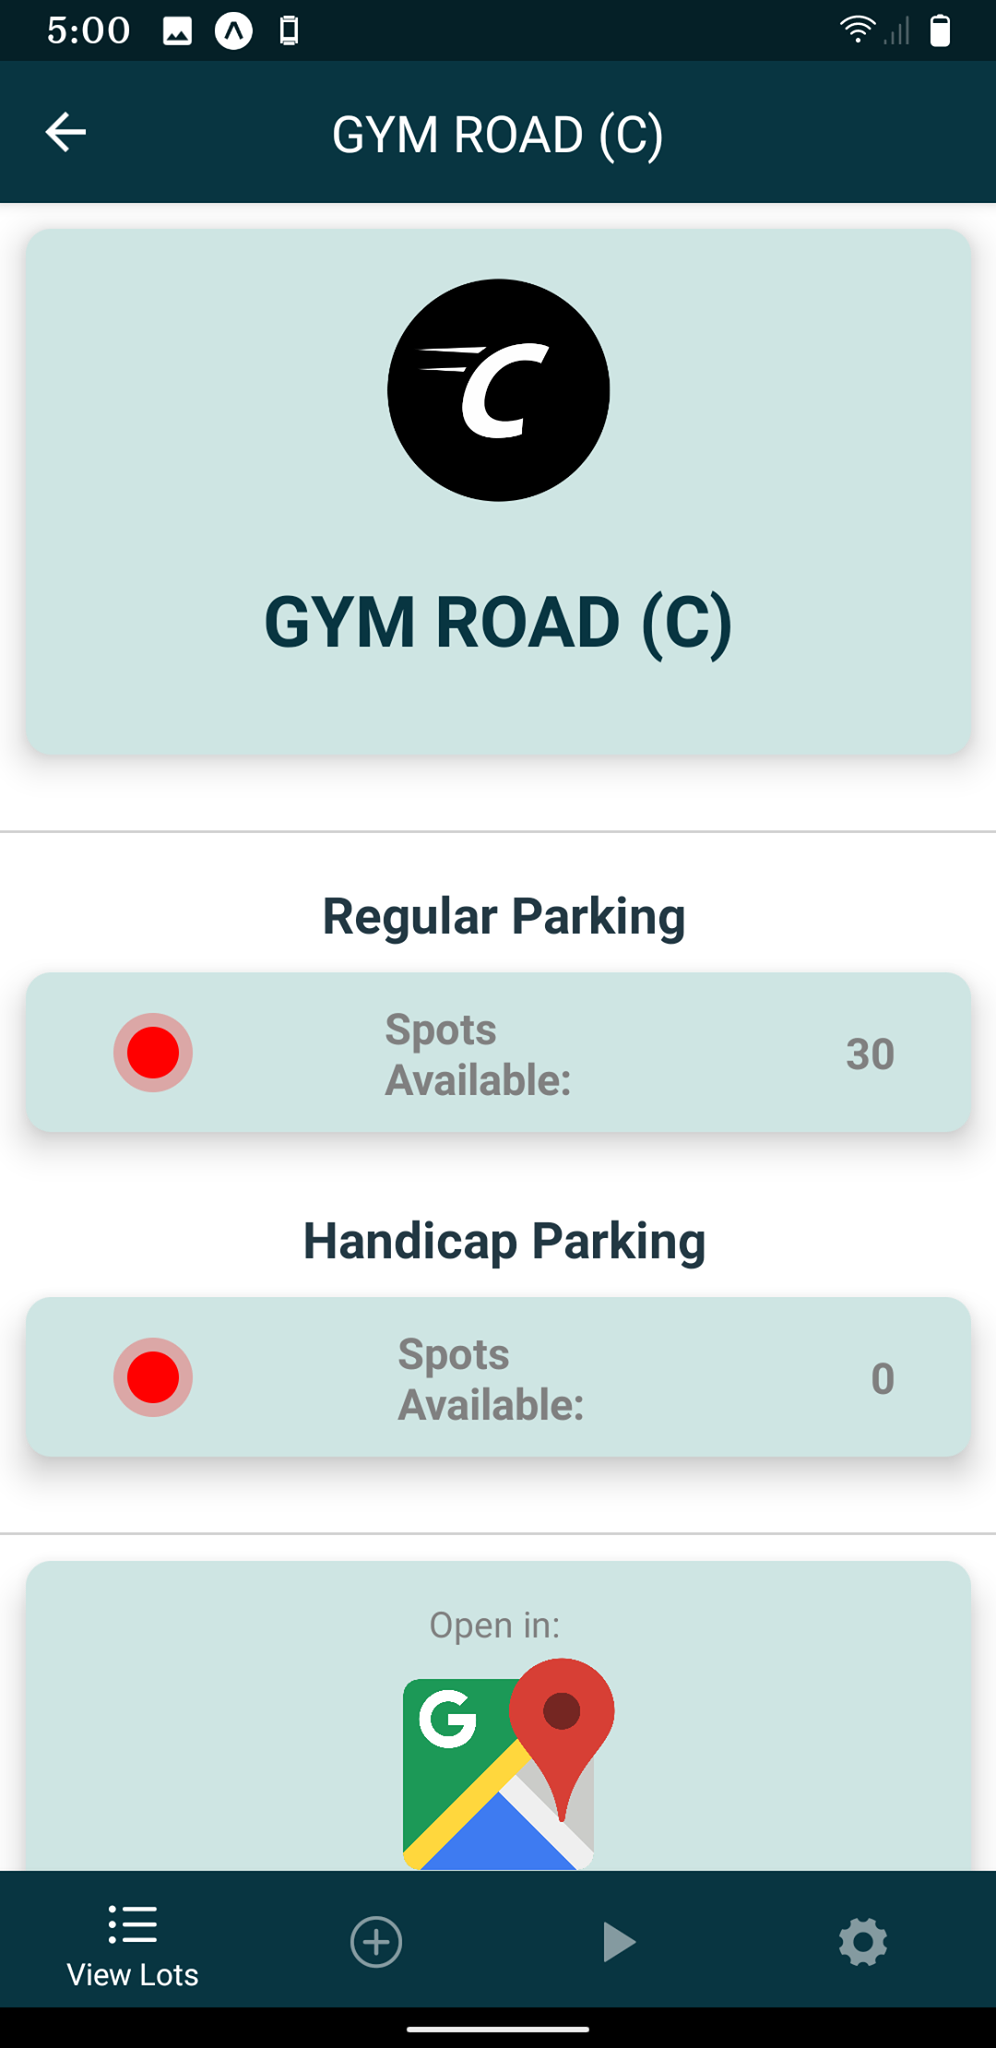 5:00
GYM ROAD (C)
C
GYM ROAD (C)
Regular Parking
Spots
Available:
30
Handicap Parking
Spots
Available:
0
Open in:
G
View Lots